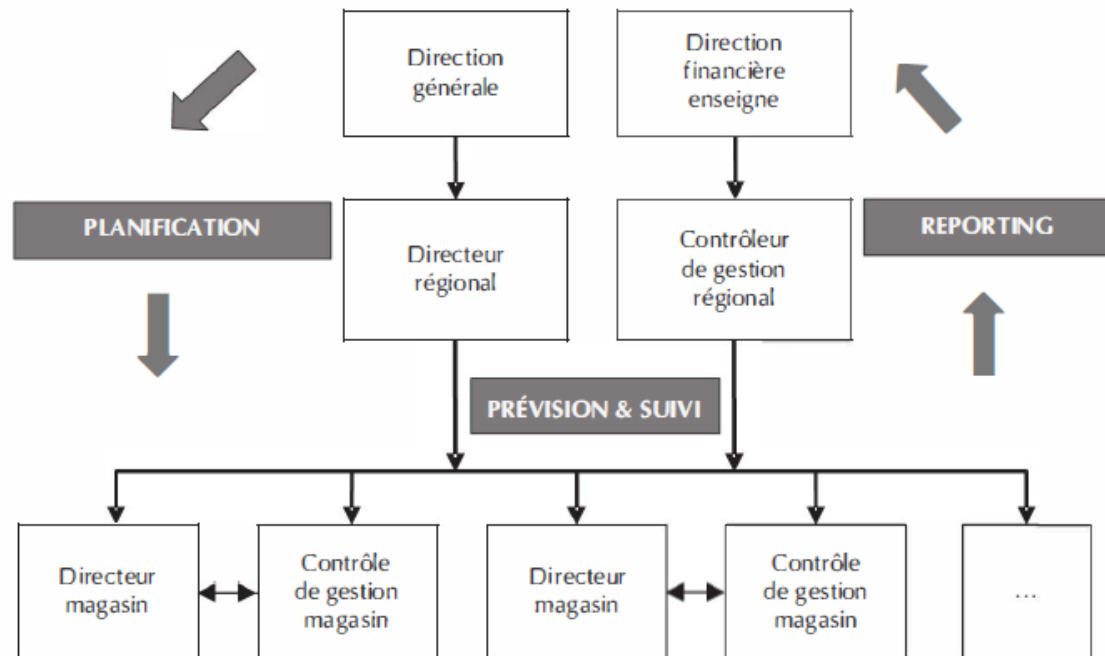 Direction
générale
Direction
financière
enseigne
PLANIFICATION
Directeur
régional
Contrôleur
de gestion
régional
REPORTING
PRÉVISION & SUIVI
Directeur
magasin
Contrôle
de gestion
magasin
Directeur
magasin
Contrôle
de gestion
magasin
...